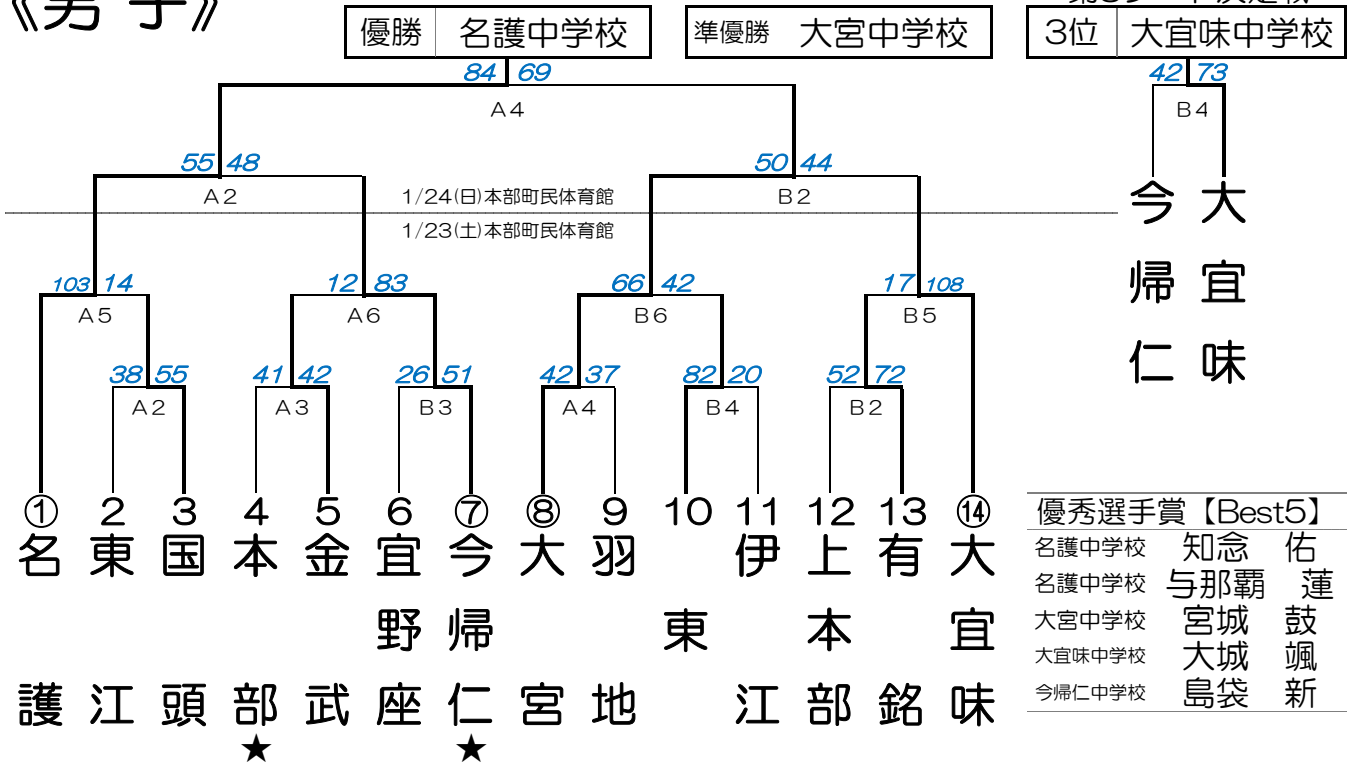 《男子》
優勝 名護中学校
準優勝 大宮中学校
3位 大宜味中学校
84 69
A4
42 73
B4
今帰仁
大宜味
55 48
A2
50 44
B2
1/24(日)本部町民体育館
1/23(土)本部町民体育館
103 14
A5
12 83
A6
66 42
B6
17 108
B5
38 55
A2
41 42
A3
26 51
B3
42 37
A4
82 20
B4
52 72
B2
① 名護
2 東江
3 国頭
4 本部★
5 金武
6 宜野座
⑦ 今帰仁★
⑧ 大宮
9 羽地
10 東
11 伊江
12 上本部
13 有銘
⑭ 大宜味
優秀選手賞【Best5】
名護中学校 知念 佑
名護中学校 与那覇 蓮
大宮中学校 宮城 鼓
大宜味中学校 大城 颯
今帰仁中学校 島袋 新